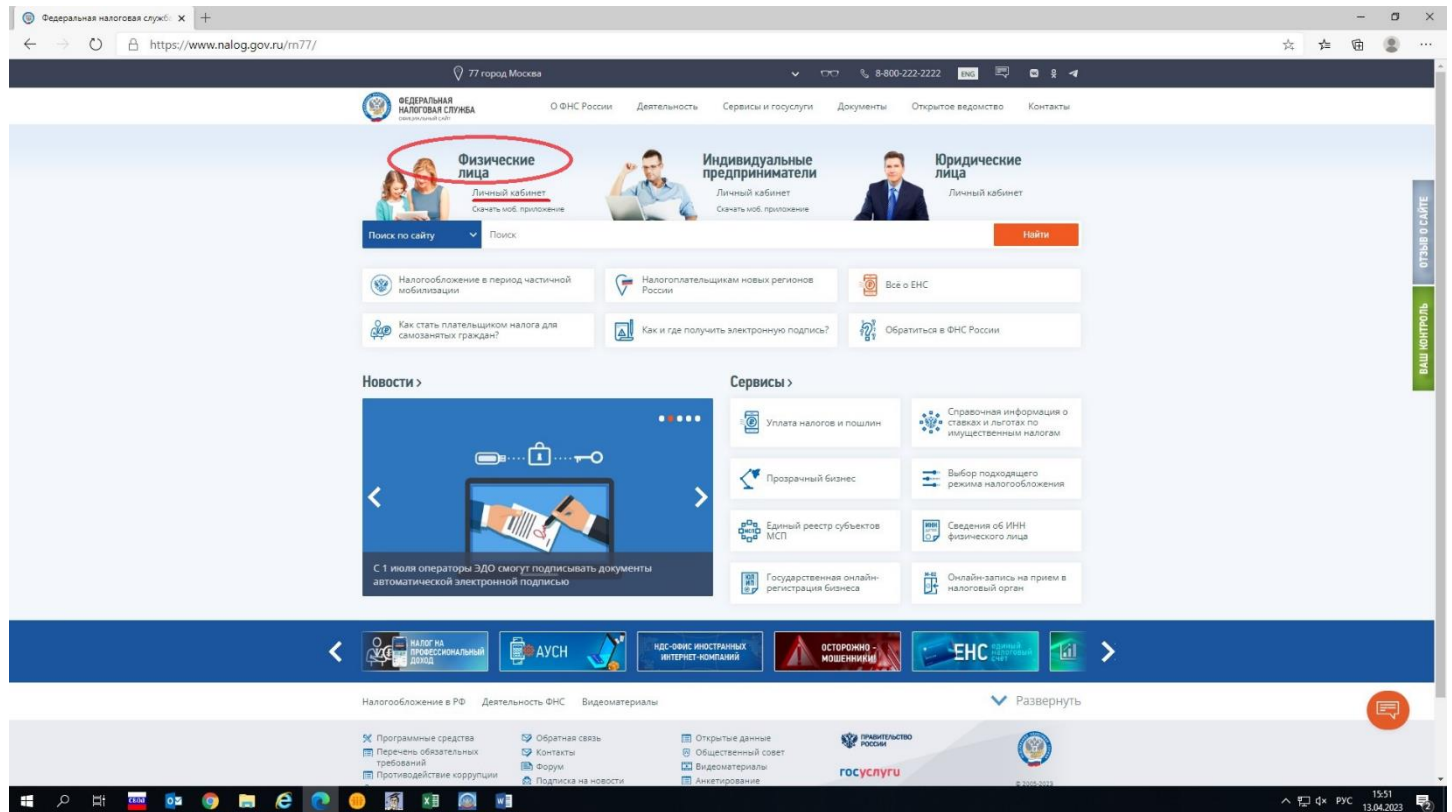 Федеральная налоговая служб
https://www.nalog.gov.ru/rn77/
77 город Москва
8-800-222-2222
ENG
ФЕДЕРАЛЬНАЯ
НАЛОГОВАЯ СЛУЖБА
официальный сайт
О ФНС России
Деятельность
Сервисы и госуслуги
Документы
Открытое ведомство
Контакты
Физические
лица
Личный кабинет
Скачать моб. приложение
Индивидуальные
предприниматели
Личный кабинет
Скачать моб. приложение
Юридические
лица
Личный кабинет
Поиск по сайту
Поиск
Найти
ОТЗЫВ О САЙТЕ
ВАШ КОНТРОЛЬ
Налогообложение в период частичной
мобилизации
Налогоплательщикам новых регионов
России
Всё о ЕНС
Как стать плательщиком налога для
самозанятых граждан?
Как и где получить электронную подпись?
Обратиться в ФНС России
Новости >
С 1 июля операторы ЭДО смогут подписывать документы
автоматической электронной подписью
Сервисы >
Уплата налогов и пошлин
Справочная информация о
ставках и льготах по
имущественным налогам
Прозрачный бизнес
Выбор подходящего
режима налогообложения
Единый реестр субъектов
МСП
Сведения об ИНН
физического лица
Государственная онлайн-
регистрация бизнеса
Онлайн-запись на прием в
налоговый орган
НАЛОГ НА
ПРОФЕССИОНАЛЬНЫЙ
ДОХОД
АУСН
НДС-ОФИС ИНОСТРАННЫХ
ИНТЕРНЕТ-КОМПАНИЙ
ОСТОРОЖНО -
МОШЕННИКИ!
ЕНС
ЕДИНЫЙ
НАЛОГОВЫЙ
СЧЕТ
Налогообложение в РФ
Деятельность ФНС
Видеоматериалы
Развернуть
Программные средства
Перечень обязательных
требований
Противодействие коррупции
Обратная связь
Контакты
Форум
Подписка на новости
Открытые данные
Общественный совет
Видеоматериалы
Анкетирование
ПРАВИТЕЛЬСТВО
РОССИИ
госуслуги
© 2005-2023
РУС
15:51
13.04.2023